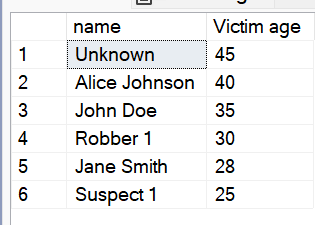 name Victim age
1 Unknown 45
2 Alice Johnson 40
3 John Doe 35
4 Robber 1 30
5 Jane Smith 28
6 Suspect 1 25